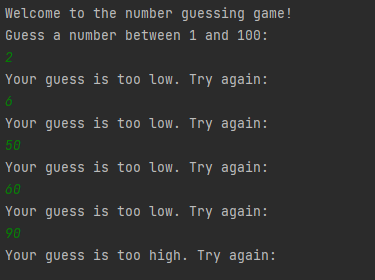 Welcome to the number guessing game!
Guess a number between 1 and 100:
2
Your guess is too low. Try again:
6
Your guess is too low. Try again:
50
Your guess is too low. Try again:
60
Your guess is too low. Try again:
90
Your guess is too high. Try again: